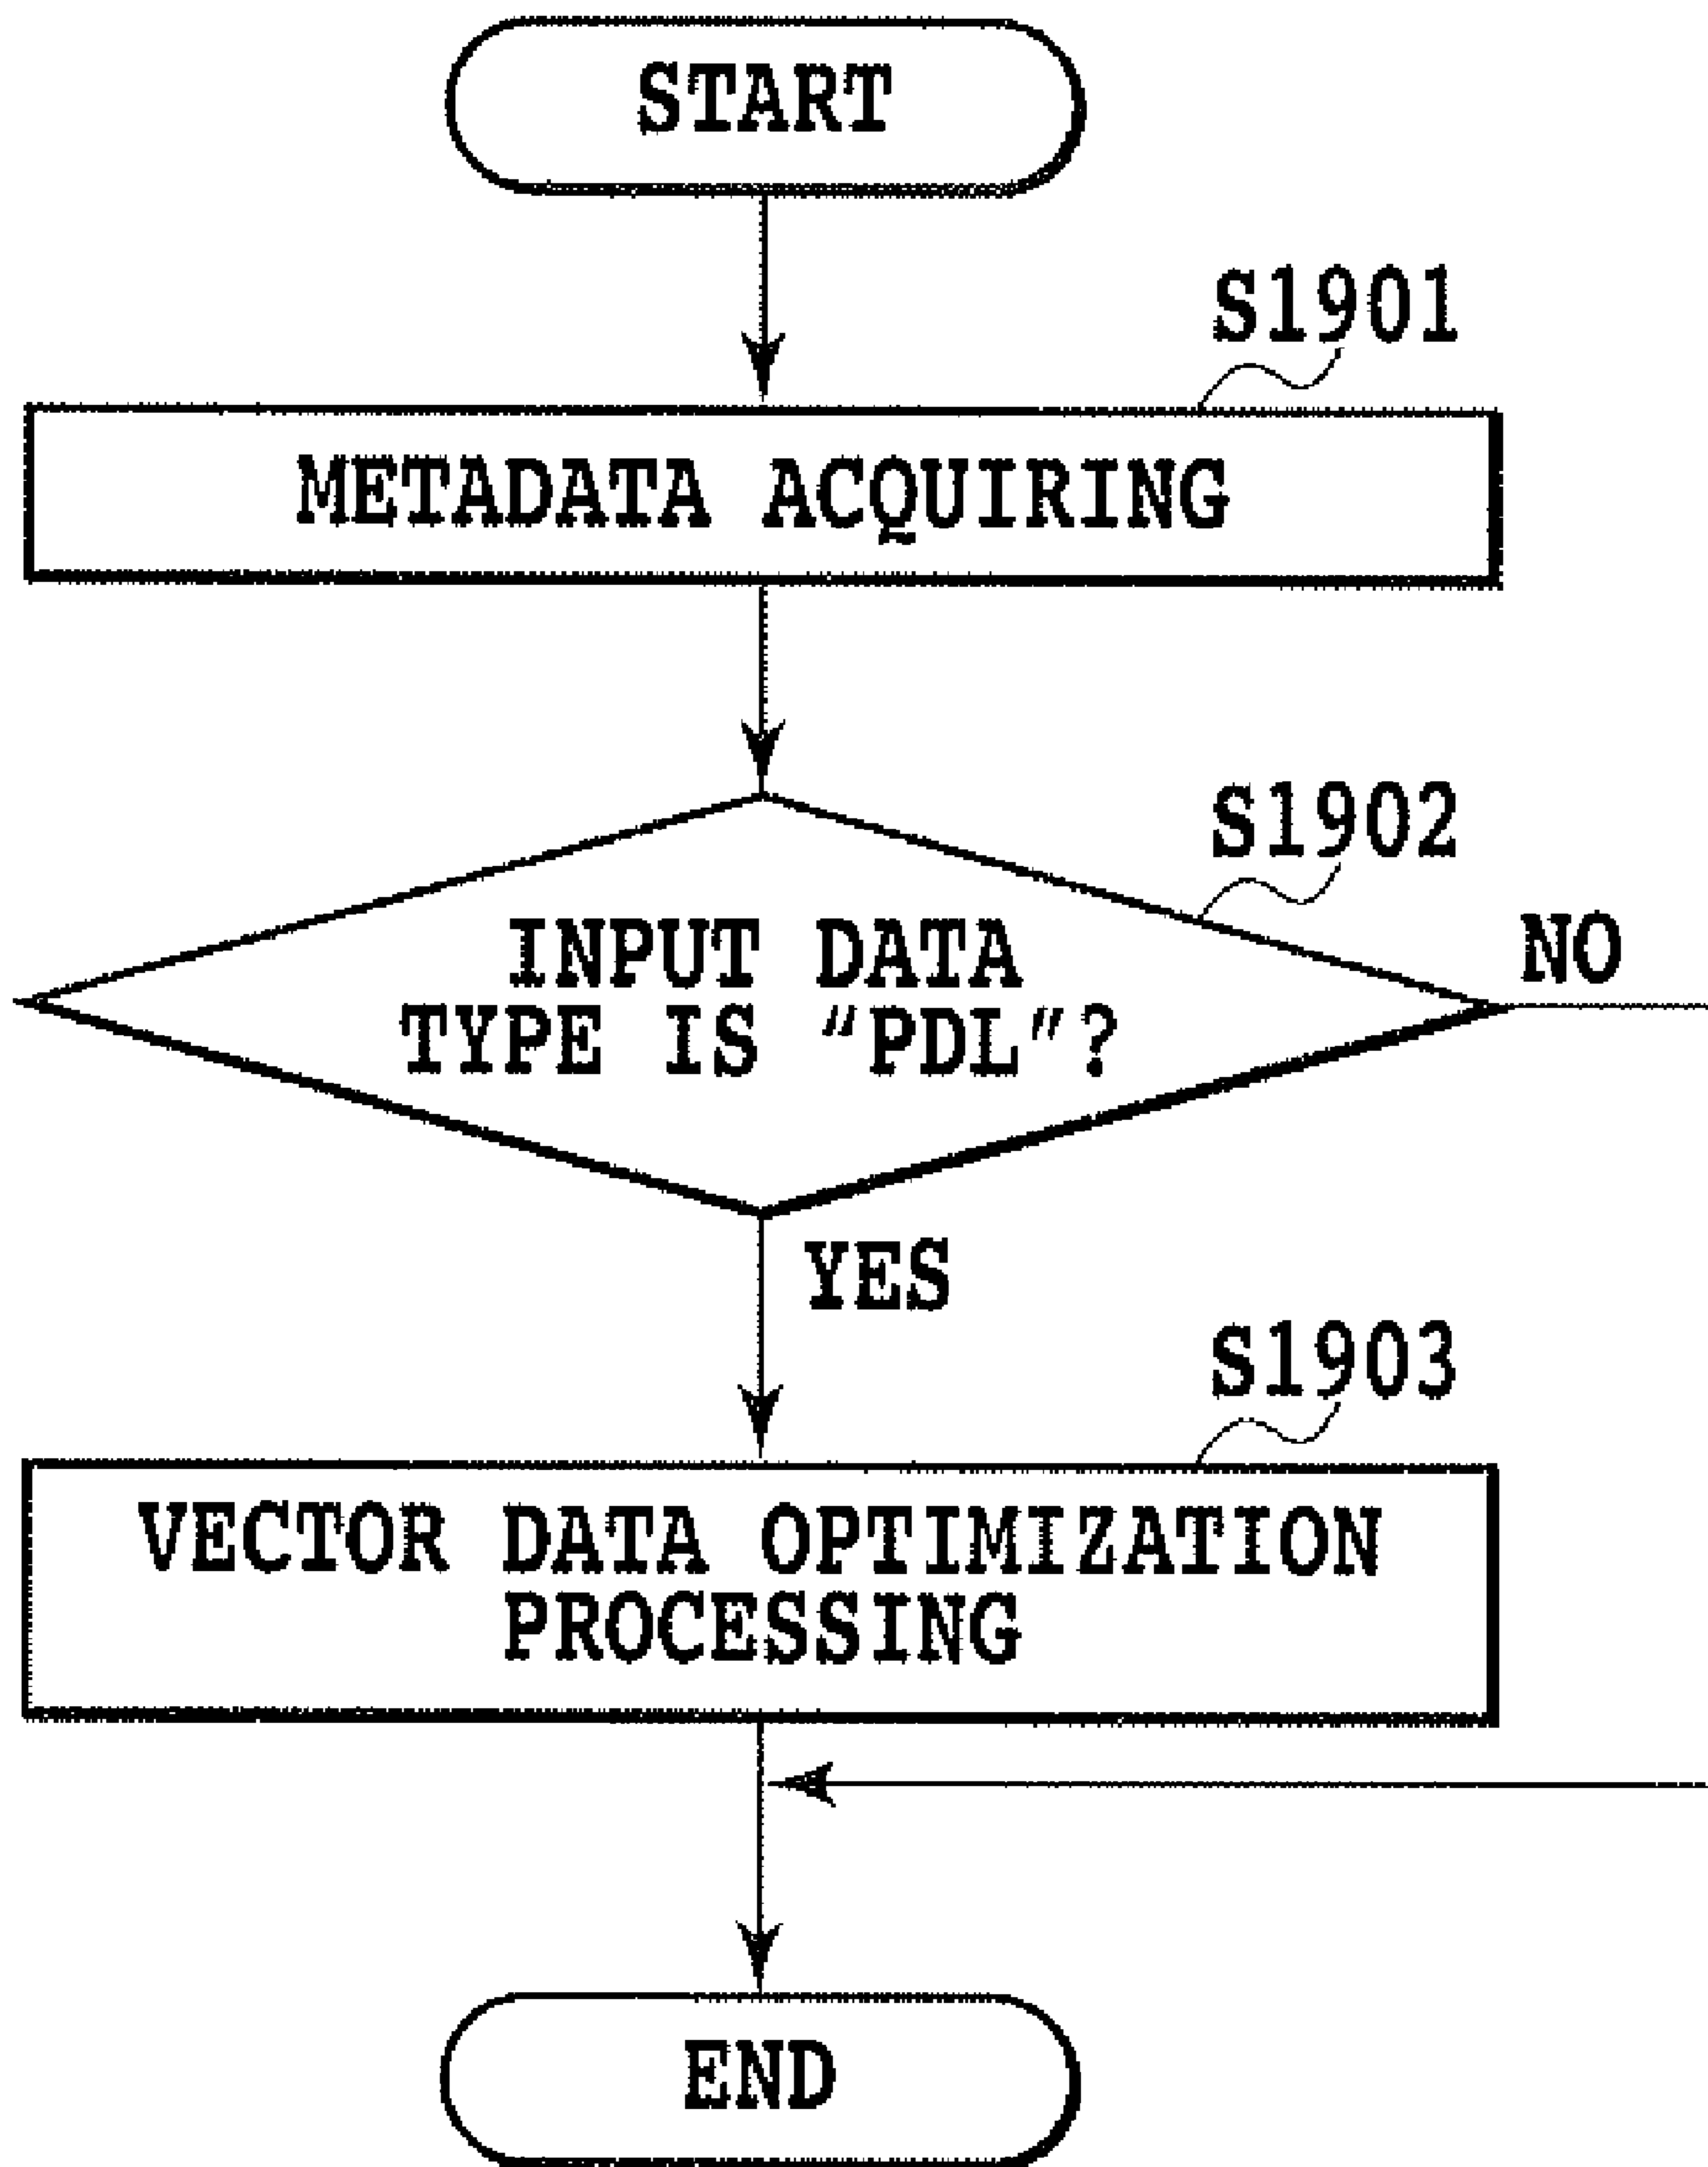 START
S1901
METADATA ACQUIRING
S1902
INPUT DATA
TYPE IS "PDL"?
NO
YES
S1903
VECTOR DATA OPTIMIZATION
PROCESSING
END